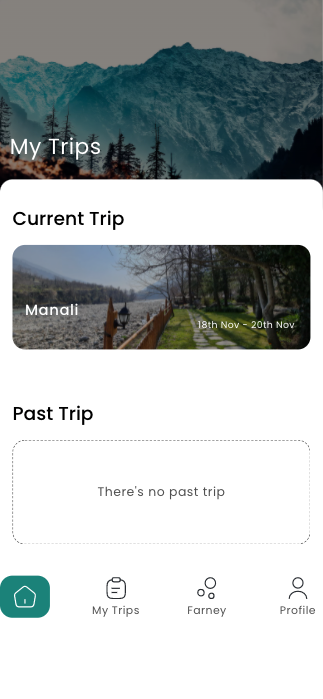 My Trips
Current Trip
Manali
18th Nov - 20th Nov
Past Trip
There's no past trip
My Trips
Farney
Profile